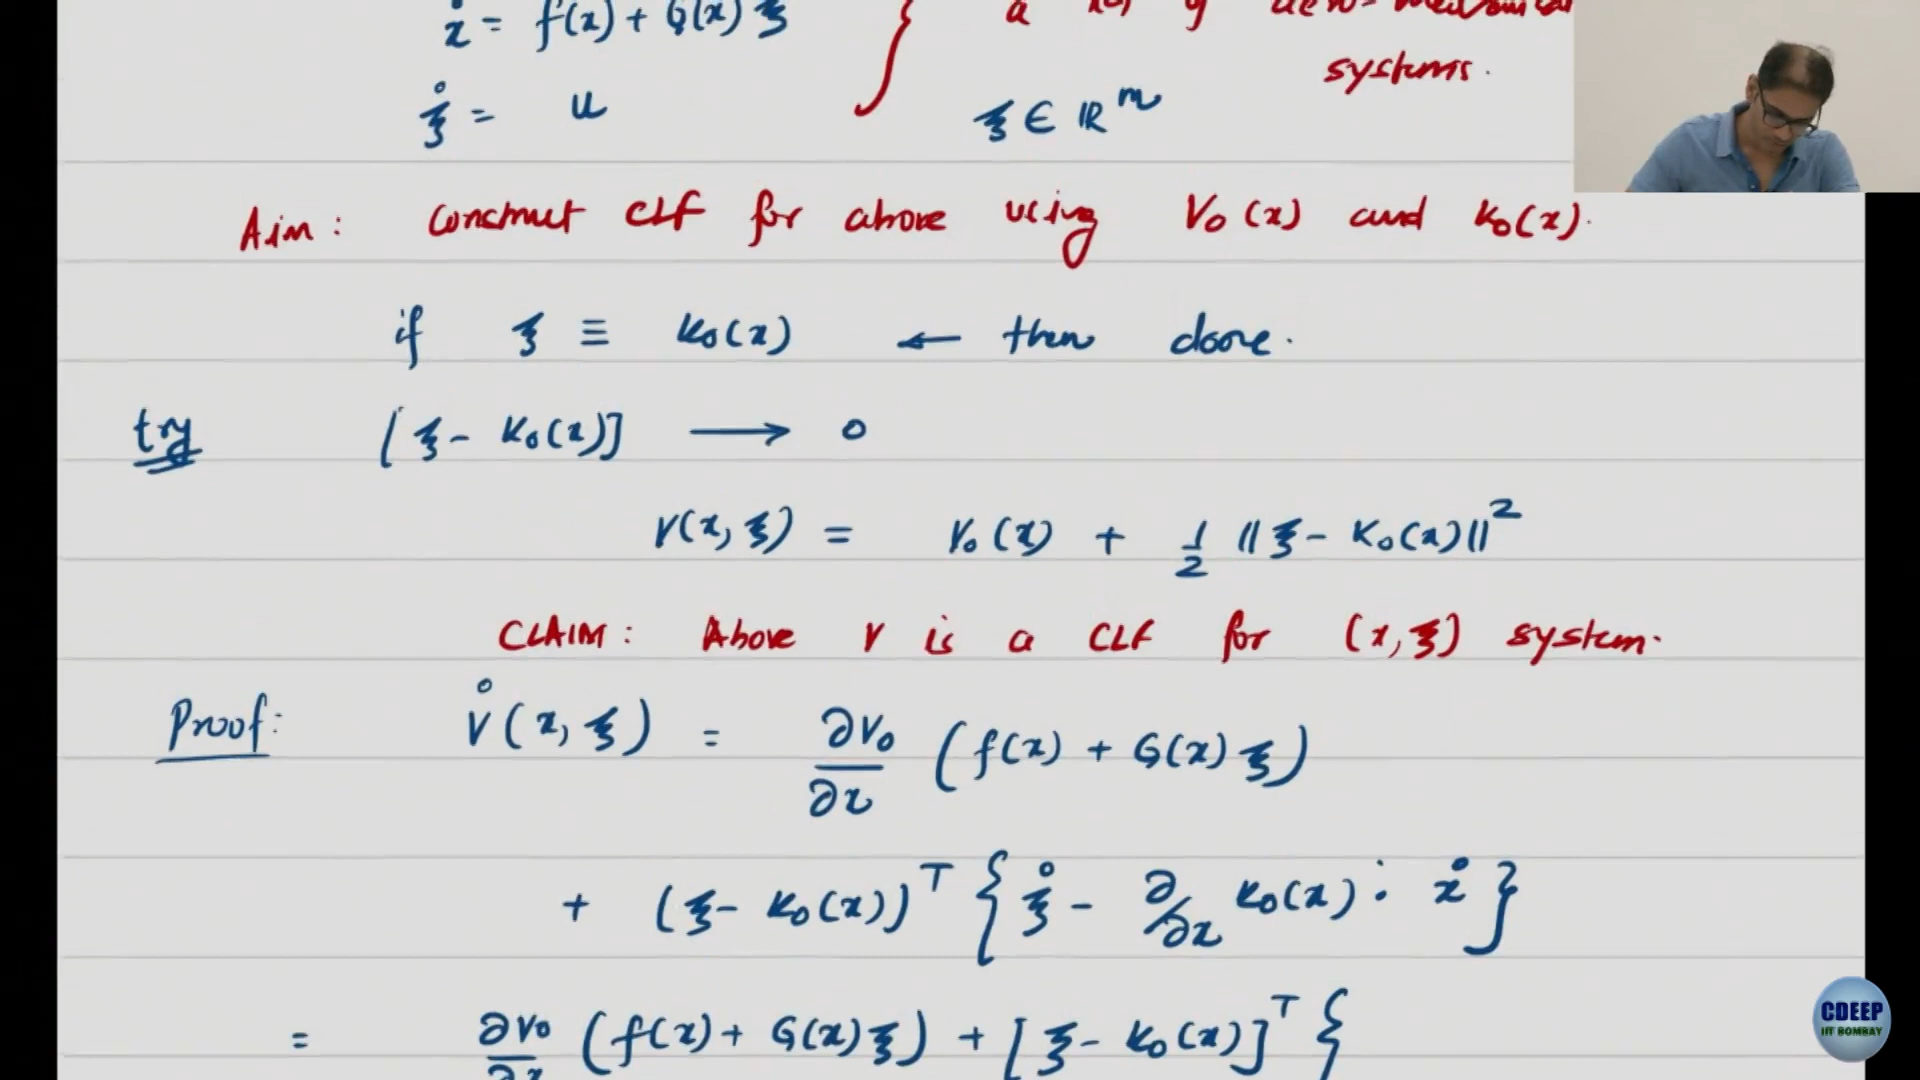 ẋ = f(x) + G(x) ξ } a
ξ̇ = u ξ ∈ ℝᵐ systems.
Aim: construct CLF for above using V₀(x) and K₀(x).
if ξ ≡ K₀(x) ← then done.
try [ξ - K₀(x)] → 0
V(x, ξ) = V₀(x) + 1/2 ||ξ - K₀(x)||²
CLAIM: Above V is a CLF for (x, ξ) system.
Proof: V̇(x, ξ) = ∂V₀/∂x (f(x) + G(x) ξ)
+ (ξ - K₀(x))ᵀ { ξ̇ - ∂/∂x K₀(x) · ẋ }
= ∂V₀/∂x (f(x) + G(x) ξ) + [ξ - K₀(x)]ᵀ {
CDEEP
IIT BOMBAY